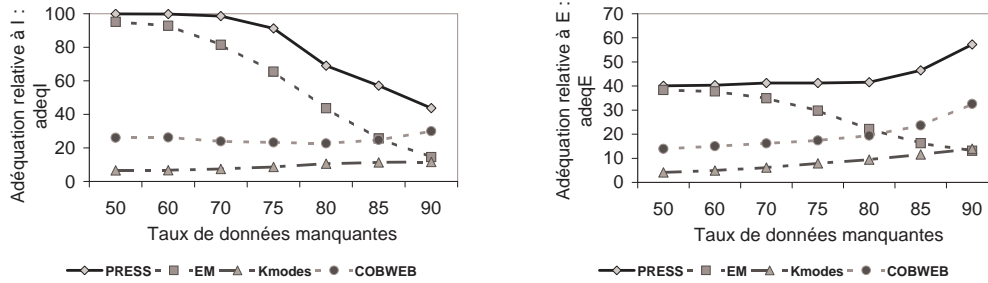 Adéquation relative à I :
adeqI
100
80
60
40
20
0
50 60 70 75 80 85 90
Taux de données manquantes
PRESS EM Kmodes COBWEB
Adéquation relative à E :
adeqE
70
60
50
40
30
20
10
0
50 60 70 75 80 85 90
Taux de données manquantes
PRESS EM Kmodes COBWEB